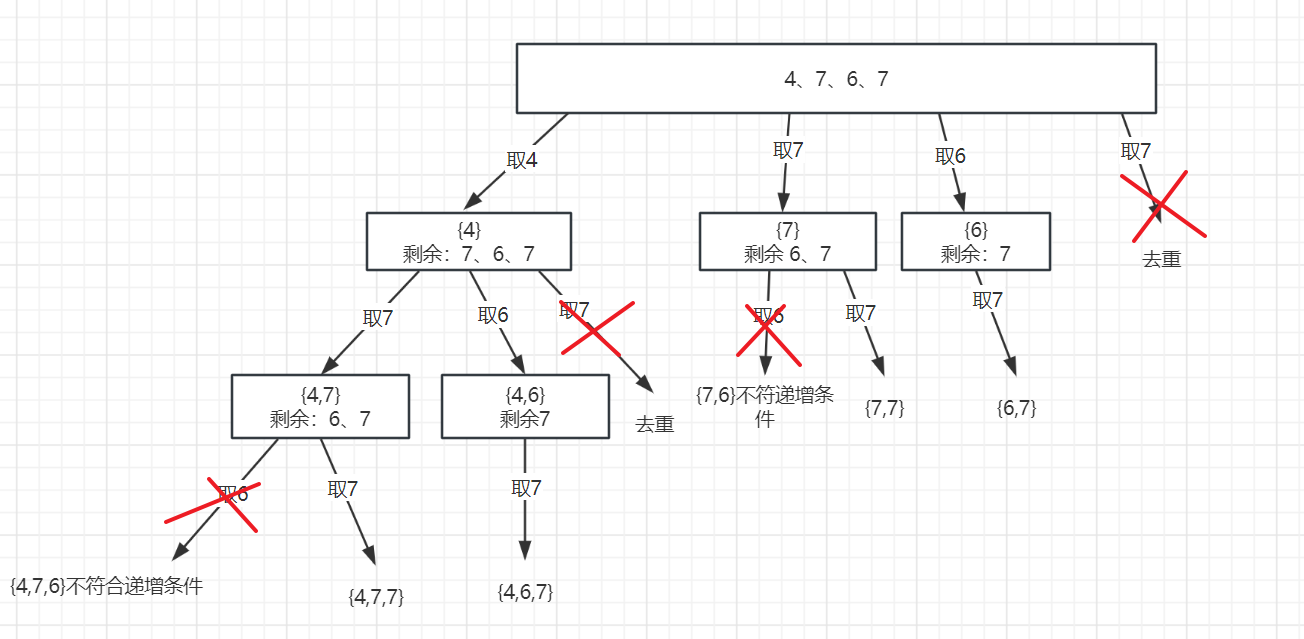 4、7、6、7
取4
取7
取6
取7
{4}
剩余：7、6、7
{7}
剩余 6、7
{6}
剩余：7
去重
取7
取6
取7
取6
取7
取7
{4,7}
剩余：6、7
{4,6}
剩余7
去重
{7,6}不符递增条
件
{7,7}
{6,7}
取6
取7
取7
{4,7,6}不符合递增条件
{4,7,7}
{4,6,7}